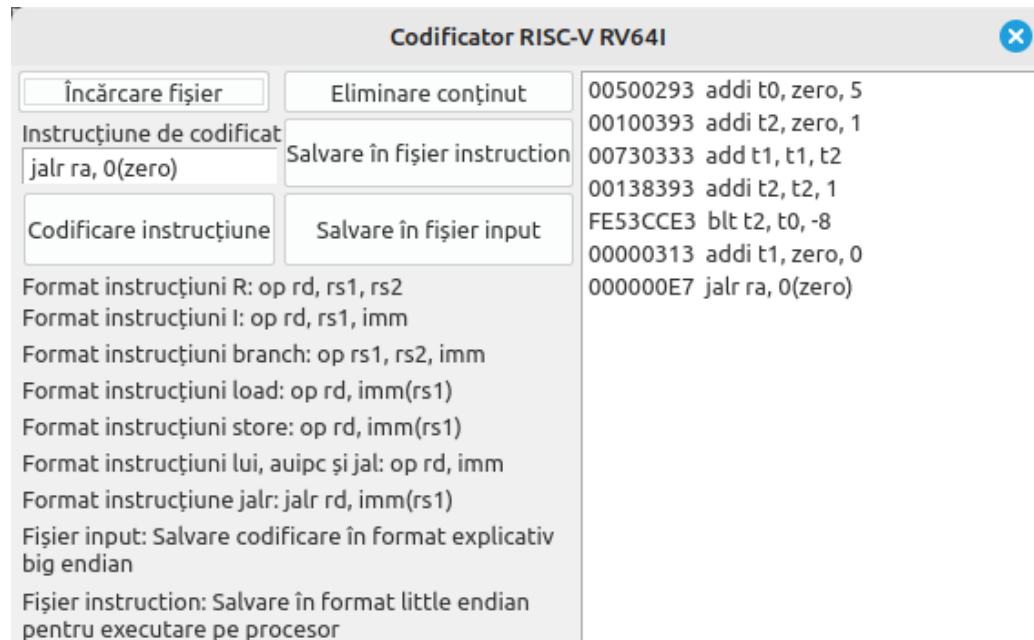 Codificator RISC-V RV64I
Încărcare fișier
Eliminare conținut
Instrucțiune de codificat
jalr ra, 0(zero)
Salvare în fișier instruction
Codificare instrucțiune
Salvare în fișier input
Format instrucțiuni R: op rd, rs1, rs2
Format instrucțiuni I: op rd, rs1, imm
Format instrucțiuni branch: op rs1, rs2, imm
Format instrucțiuni load: op rd, imm(rs1)
Format instrucțiuni store: op rd, imm(rs1)
Format instrucțiuni lui, auipc și jal: op rd, imm
Format instrucțiune jalr: jalr rd, imm(rs1)
Fișier input: Salvare codificare în format explicativ
big endian
Fișier instruction: Salvare în format little endian
pentru executare pe procesor
00500293 addi t0, zero, 5
00100393 addi t2, zero, 1
00730333 add t1, t1, t2
00138393 addi t2, t2, 1
FE53CCE3 blt t2, t0, -8
00000313 addi t1, zero, 0
000000E7 jalr ra, 0(zero)